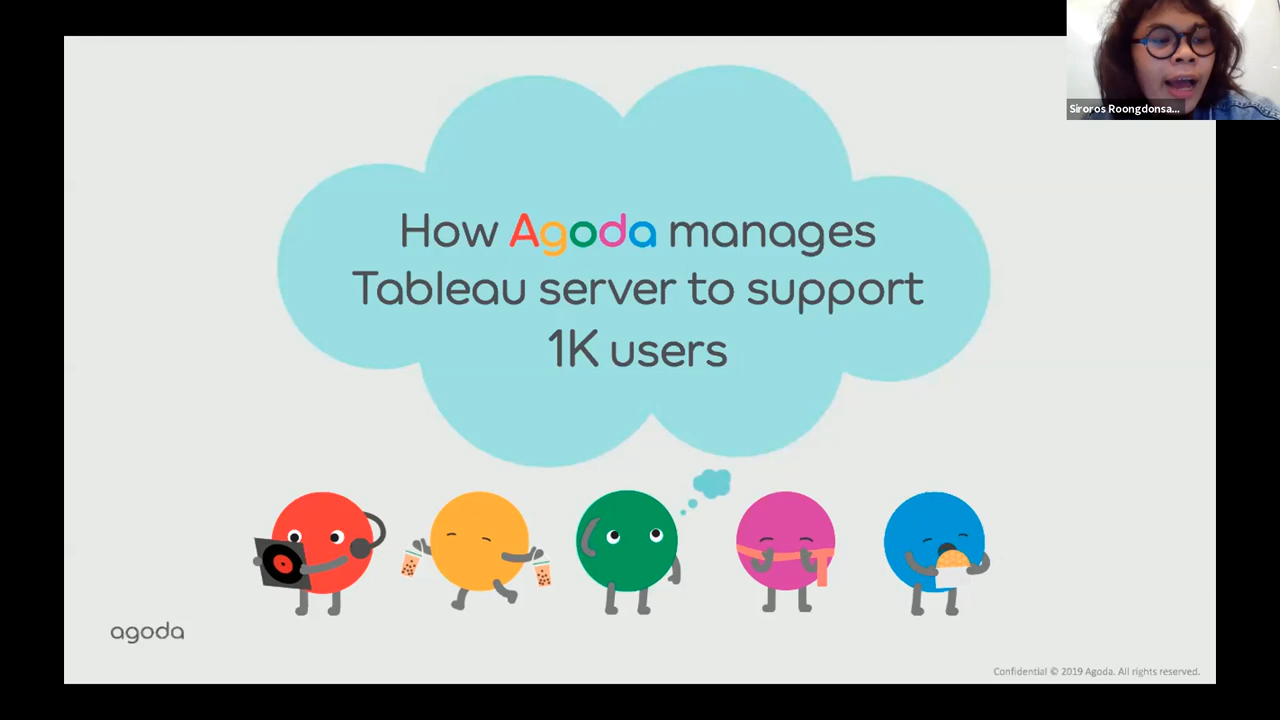 Siroros Roongdonsa...
How Agoda manages
Tableau server to support
1K users
agoda
Confidential © 2019 Agoda. All rights reserved.